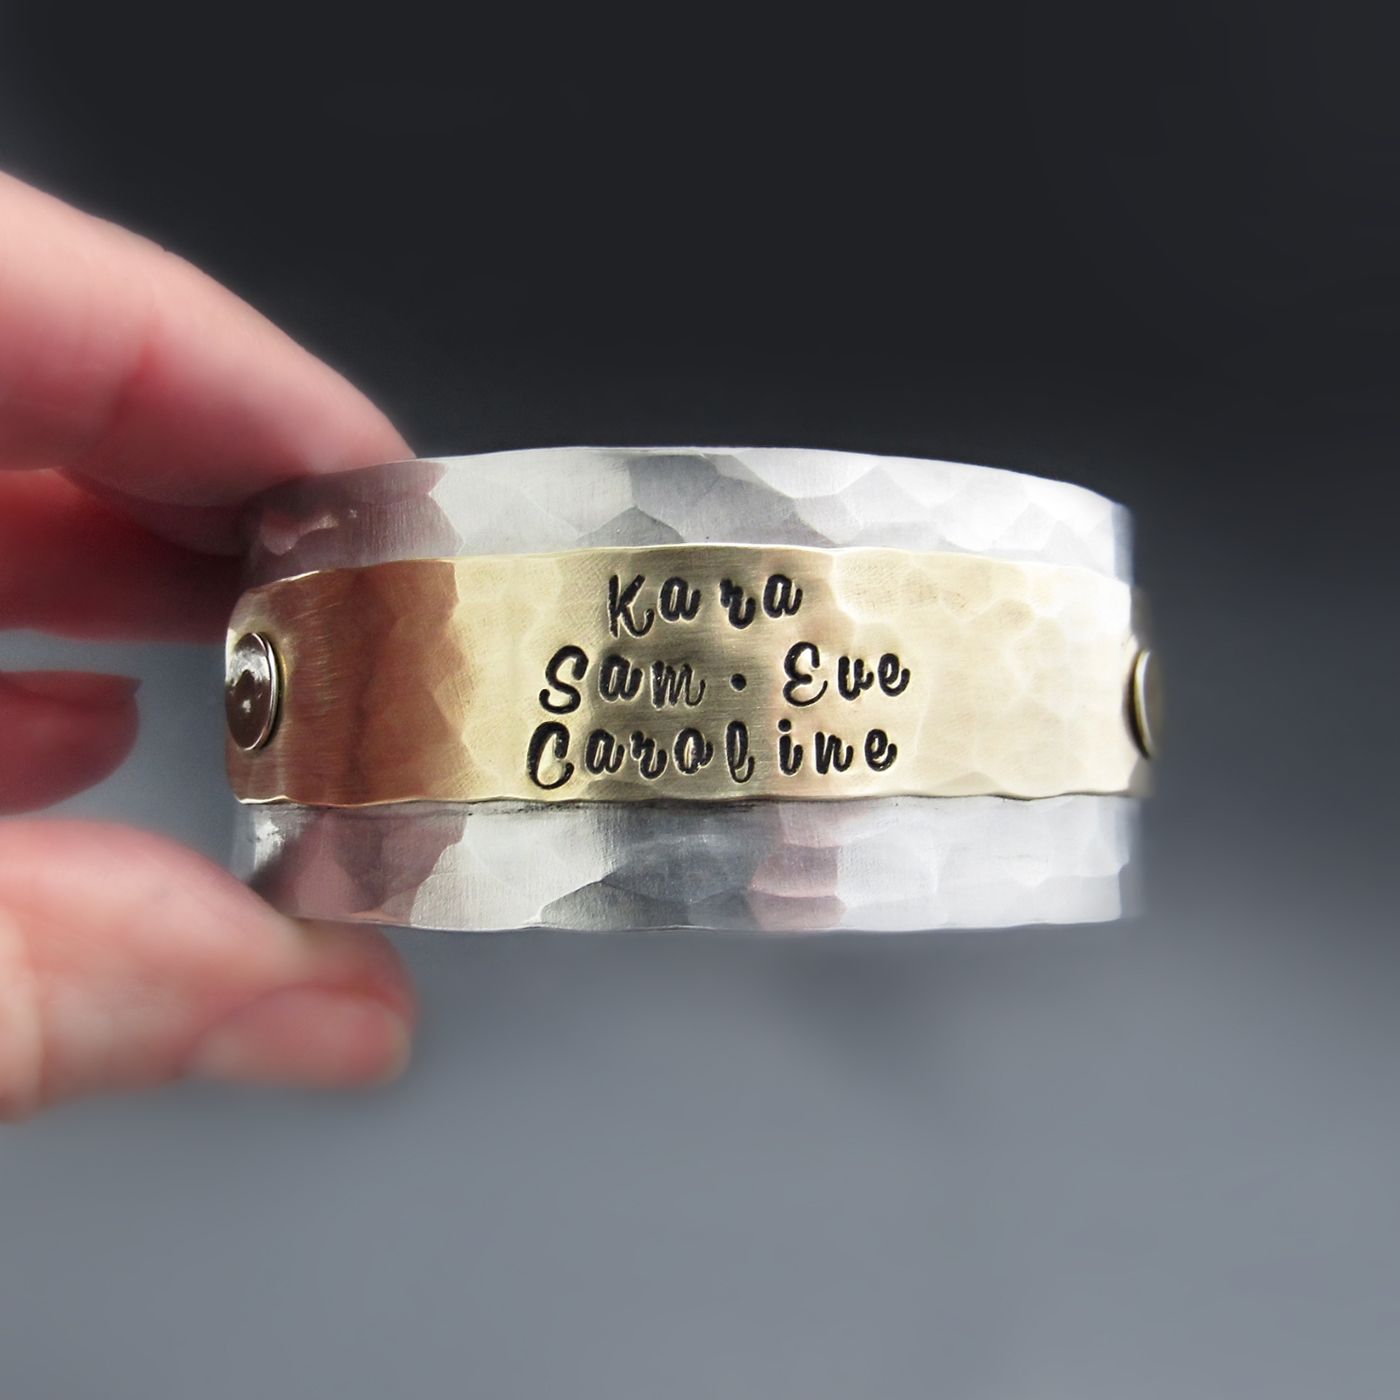 Kara
Sam · Eve
Caroline